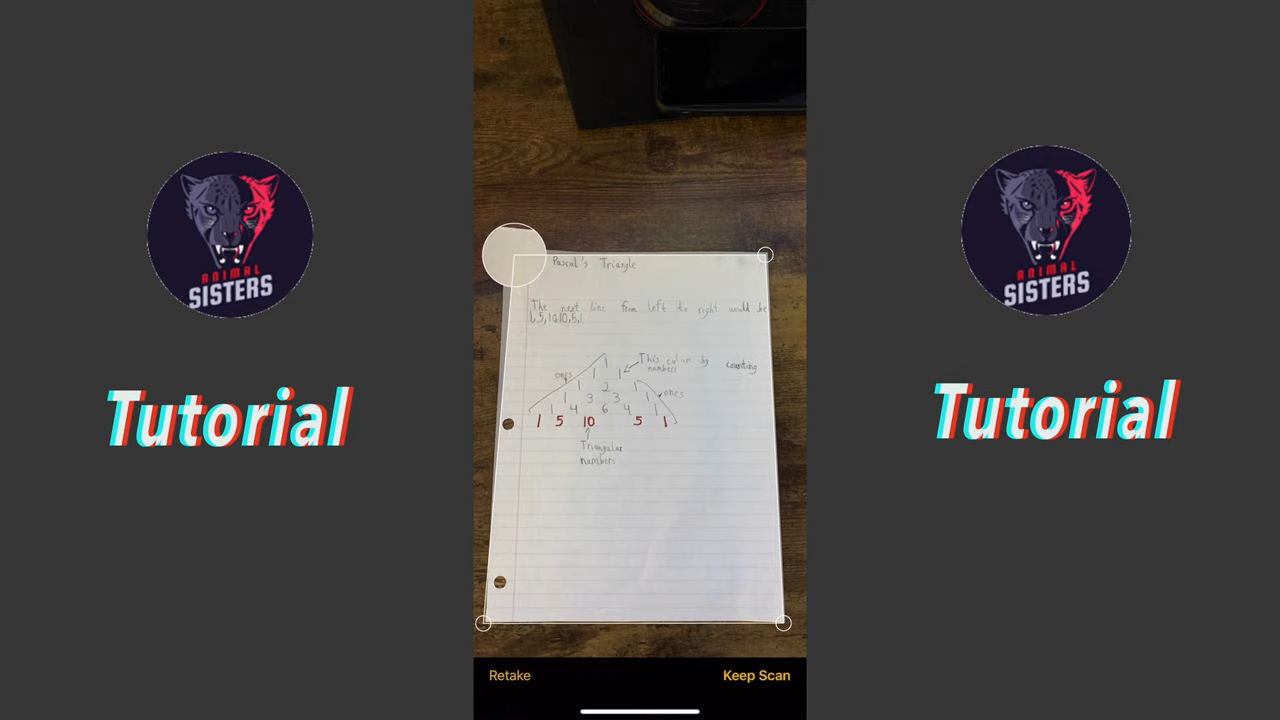 ANIMAL
SISTERS
Tutorial
Pascal's Triangle
The next line from left to right would be
1,5,10,10,5,1.
1
1 1
This colum by counting
numbers
ones
1 2 1
1 3 3 1
ones
1 4 6 4 1
1 5 10 5 1
Triangular
numbers
Retake
Keep Scan
ANIMAL
SISTERS
Tutorial